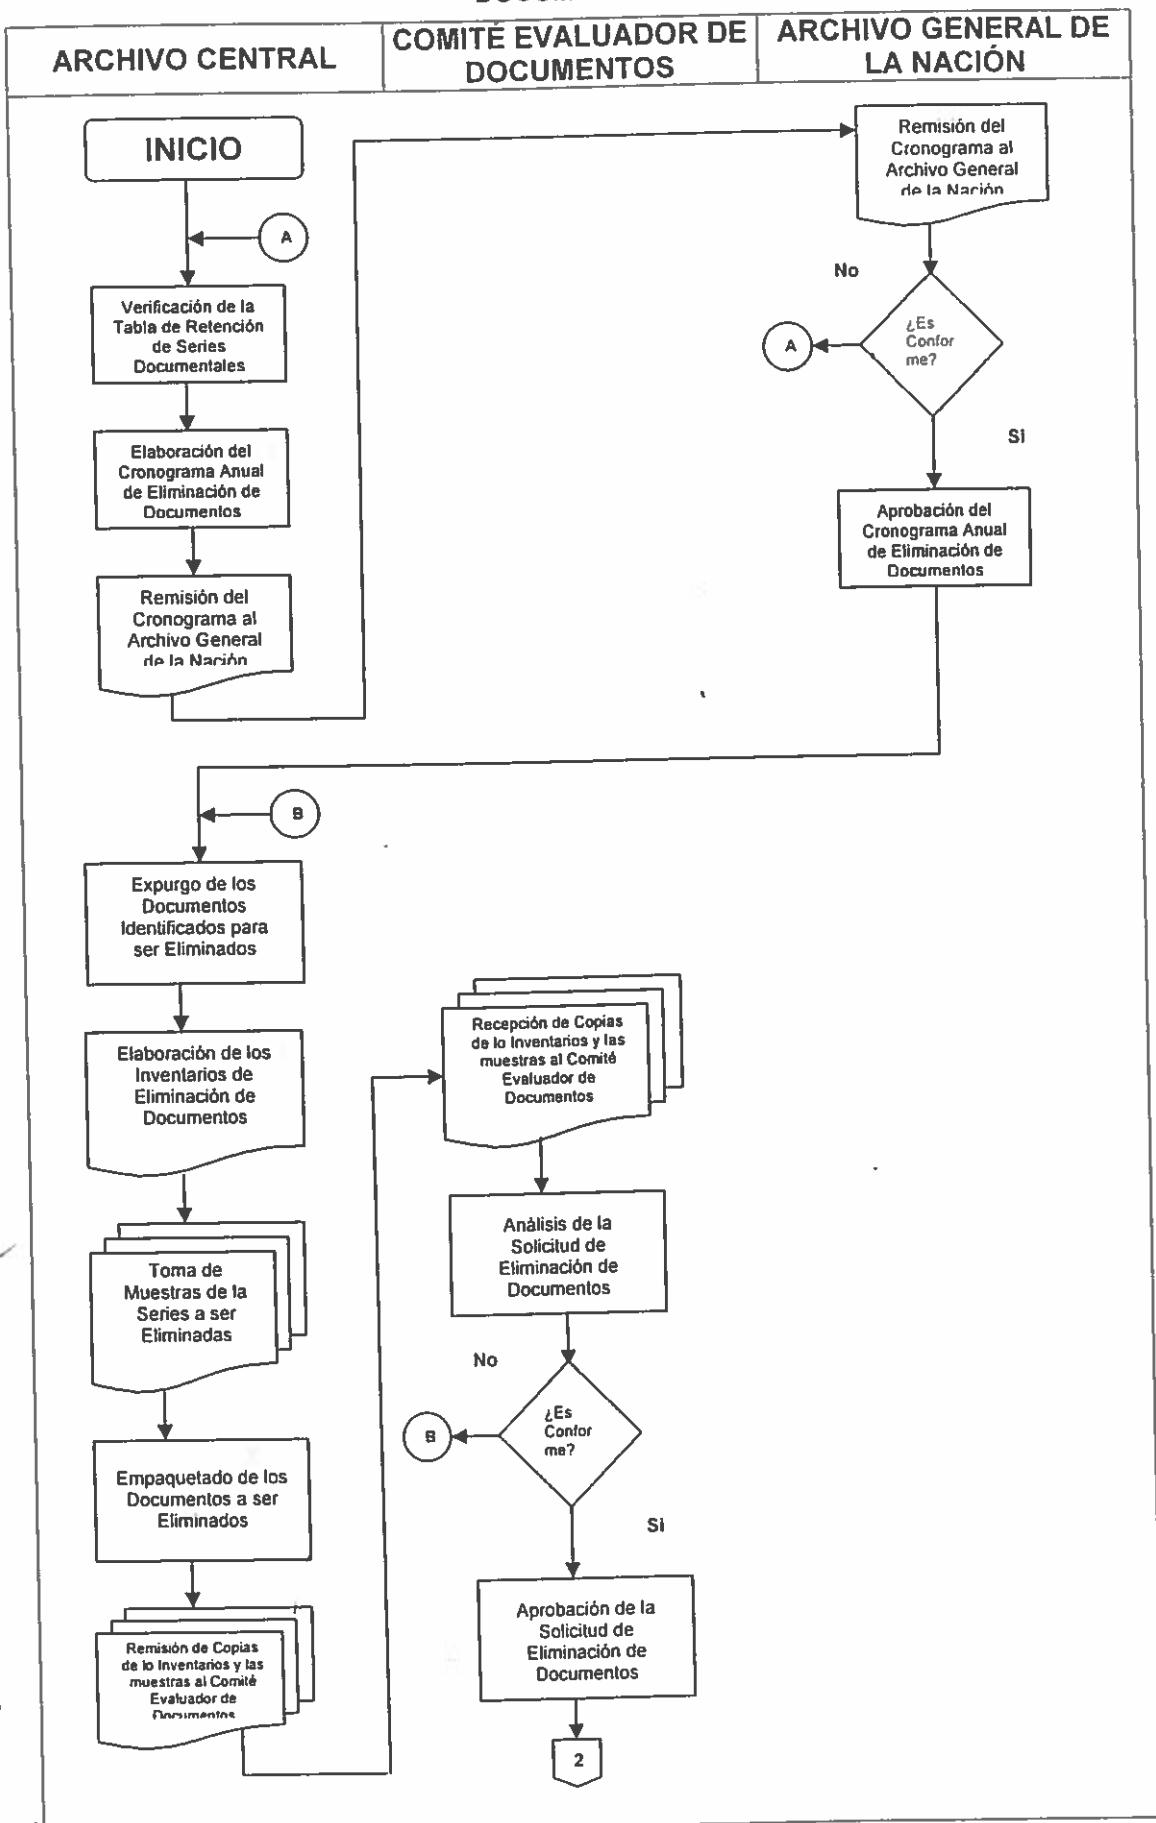 ARCHIVO CENTRAL
COMITÉ EVALUADOR DE
DOCUMENTOS
ARCHIVO GENERAL DE
LA NACIÓN
INICIO
A
Verificación de la
Tabla de Retención
de Series
Documentales
Elaboración del
Cronograma Anual
de Eliminación de
Documentos
Remisión del
Cronograma al
Archivo General
de la Nación
Remisión del
Cronograma al
Archivo General
de la Nación
No
¿Es
Confor
me?
A
Si
Aprobación del
Cronograma Anual
de Eliminación de
Documentos
B
Expurgo de los
Documentos
Identificados para
ser Eliminados
Elaboración de los
Inventarios de
Eliminación de
Documentos
Toma de
Muestras de la
Series a ser
Eliminadas
Empaquetado de los
Documentos a ser
Eliminados
Remisión de Copias
de lo Inventarios y las
muestras al Comité
Evaluador de
Documentos
Recepción de Copias
de lo Inventarios y las
muestras al Comité
Evaluador de
Documentos
Análisis de la
Solicitud de
Eliminación de
Documentos
No
¿Es
Confor
me?
B
Si
Aprobación de la
Solicitud de
Eliminación de
Documentos
2